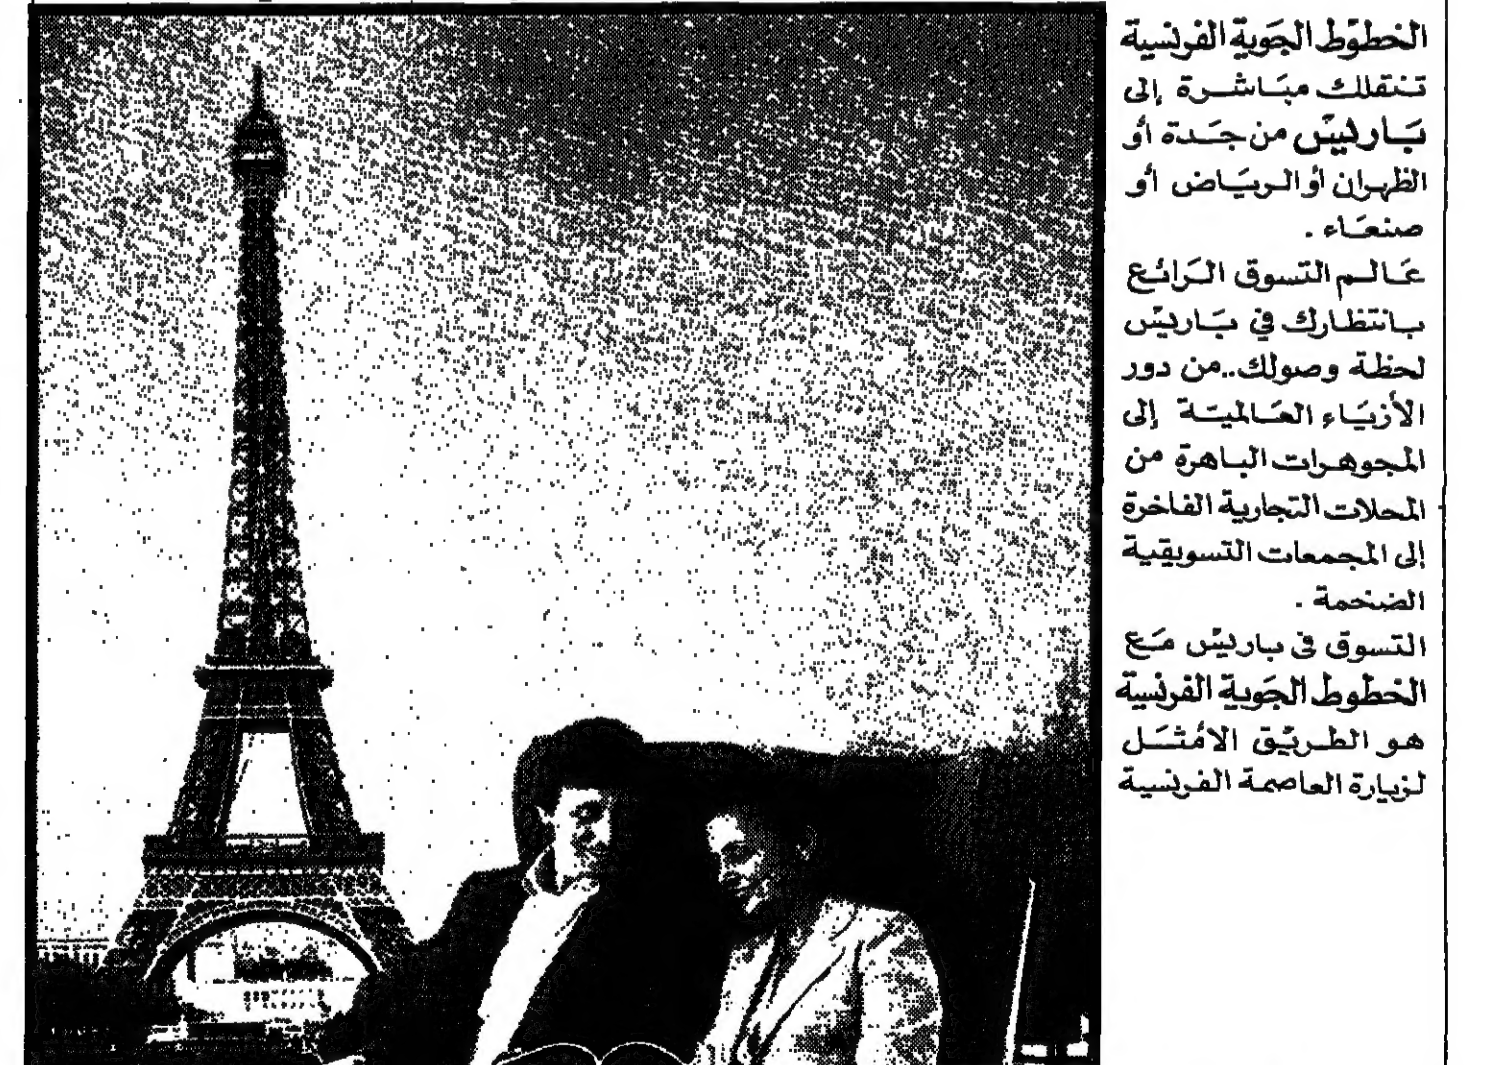 الخطوط الجوية الفرنسية
تنقلك مباشرة إلى
باريس من جدة أو
الظهران أو الرياض أو
صنعاء .
عالم التسوق الرائع
بانتظارك في باريس
لحظة وصولك..من دور
الأزياء العالمية إلى
المجوهرات الباهرة من
المحلات التجارية الفاخرة
إلى المجمعات التسويقية
الضخمة .
التسوق في باريس مع
الخطوط الجوية الفرنسية
هو الطريق الأمثل
لزيارة العاصمة الفرنسية